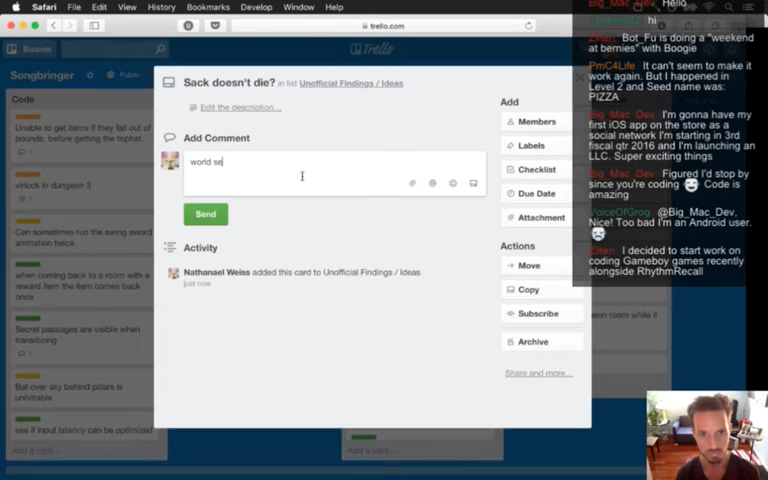 Safari File Edit View History Bookmarks Develop Window Help
trello.com
Boards
Trello
Songbringer
Public
Code
Unable to get items if they fall out of
bounds, before getting the tophet.
virlock in dungeon 3
Can sometimes run the swing sword
animation twice.
when coming back to a room with a
reward item the item comes back
once
Secret passages are visible when
transitioning
Bat over sky behind pillars is
unhittable
see if input latency can be optimized
Add a card...
Sack doesn't die? in list Unofficial Findings / Ideas
Edit the description...
Add Comment
world se
Send
Activity
Nathanael Weiss added this card to Unofficial Findings / Ideas
just now
Add
Members
Labels
Checklist
Due Date
Attachment
Actions
Move
Copy
Subscribe
Archive
Share and more...
Add a card...
Big_Mac_Dev: Hello
hi
Bot_Fu is doing a "weekend
at bernies" with Boogie
PmC4Life: It can't seem to make it
work again. But I happened in
Level 2 and Seed name was:
PIZZA
Big_Mac_Dev: I'm gonna have my
first iOS app on the store as a
social network I'm starting in 3rd
fiscal qtr 2016 and I'm launching an
LLC. Super exciting things
Big_Mac_Dev: Figured I'd stop by
since you're coding Code is
amazing
VoiceOfGrog: @Big_Mac_Dev,
Nice! Too bad I'm an Android user.
I decided to start work on
coding Gameboy games recently
alongside RhythmRecall